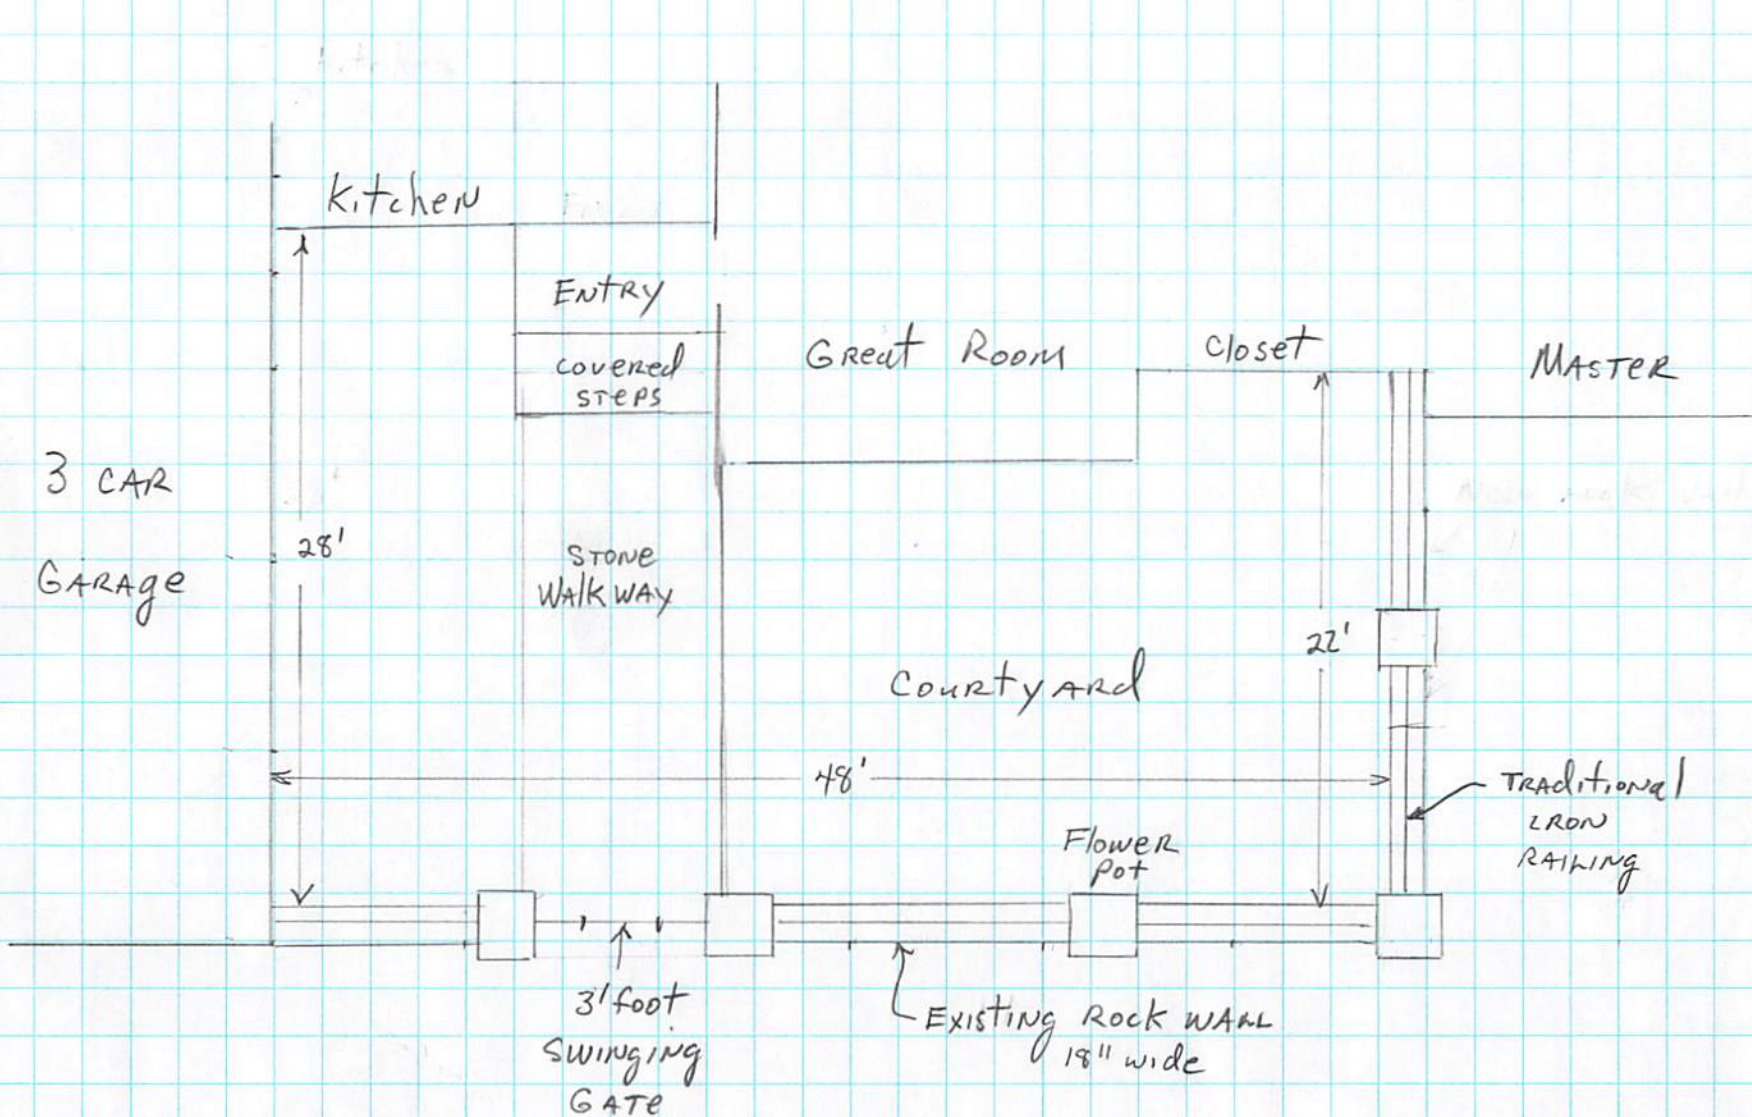 Kitchen
Entry
Covered
Steps
Great Room
Closet
Master
3 Car
Garage
28'
Stone
Walkway
22'
Courtyard
48'
Traditional
Iron
Railing
Flower
Pot
3' foot
Swinging
Gate
Existing Rock Wall
18" wide